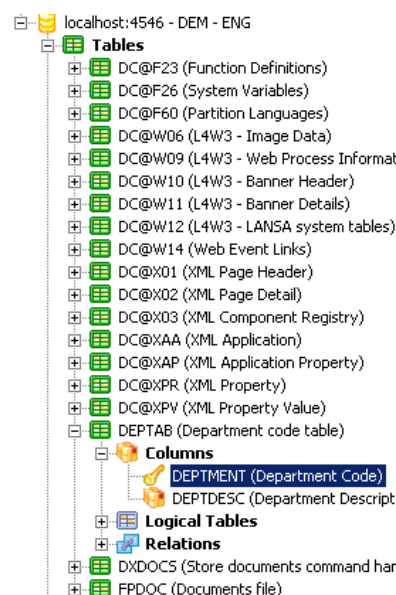 localhost:4546 - DEM - ENG
Tables
DC@F23 (Function Definitions)
DC@F26 (System Variables)
DC@F60 (Partition Languages)
DC@W06 (L4W3 - Image Data)
DC@W09 (L4W3 - Web Process Informat
DC@W10 (L4W3 - Banner Header)
DC@W11 (L4W3 - Banner Details)
DC@W12 (L4W3 - LANSA system tables)
DC@W14 (Web Event Links)
DC@X01 (XML Page Header)
DC@X02 (XML Page Detail)
DC@X03 (XML Component Registry)
DC@XAA (XML Application)
DC@XAP (XML Application Property)
DC@XPR (XML Property)
DC@XPV (XML Property Value)
DEPTAB (Department code table)
Columns
DEPTMENT (Department Code)
DEPTDESC (Department Descript
Logical Tables
Relations
DXDOCS (Store documents command har
FPDOC (Documents file)